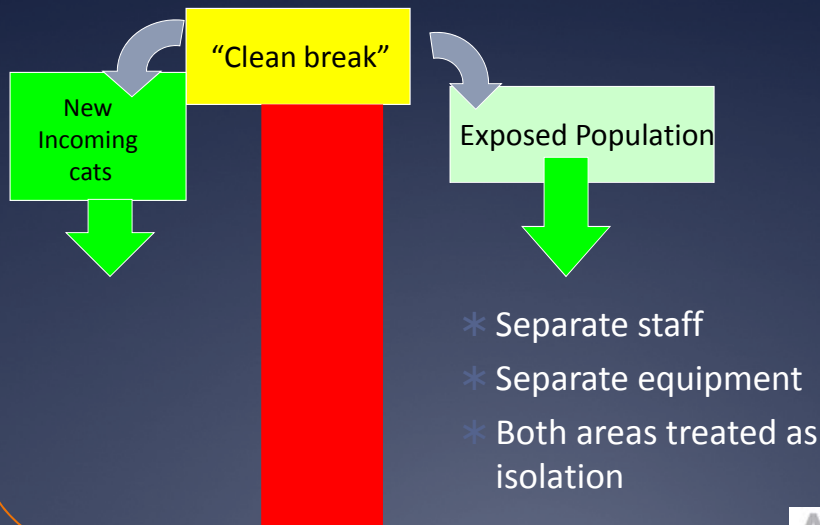 “Clean break”
New
Incoming
cats
Exposed Population
Separate staff
Separate equipment
Both areas treated as
isolation